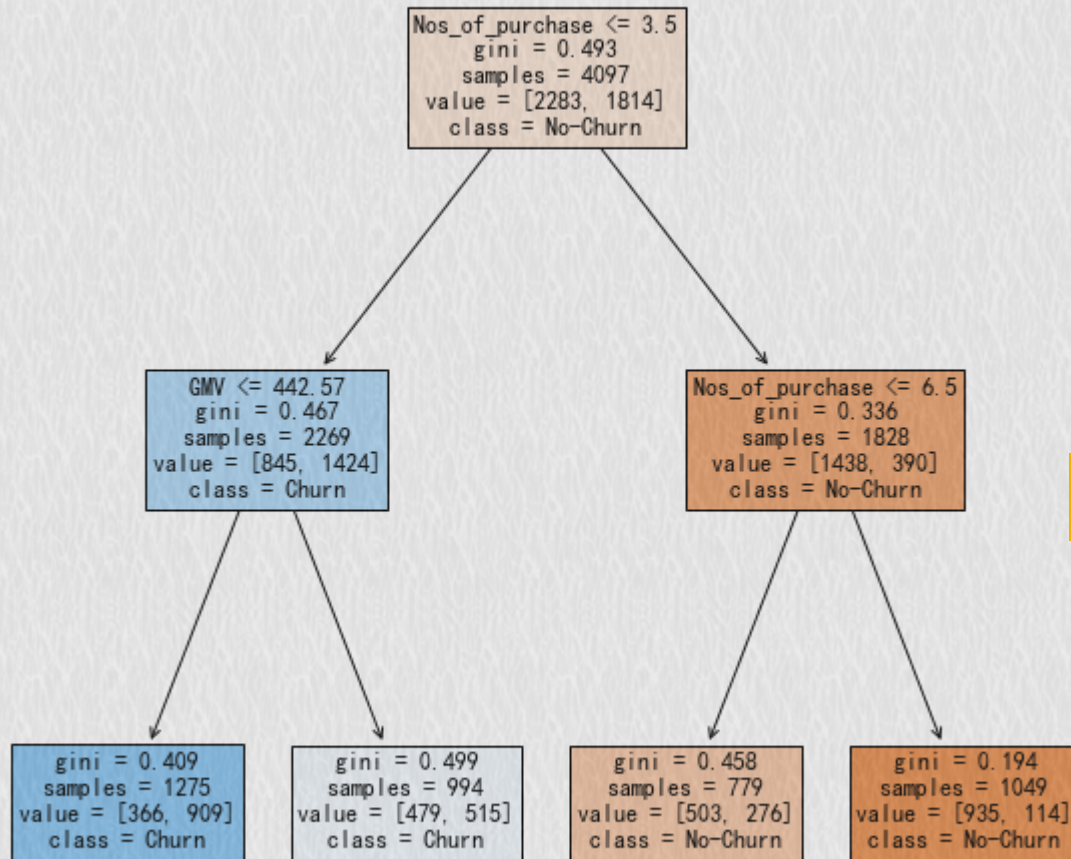 Nos_of_purchase <= 3.5
gini = 0.493
samples = 4097
value = [2283, 1814]
class = No-Churn
GMV <= 442.57
gini = 0.467
samples = 2269
value = [845, 1424]
class = Churn
Nos_of_purchase <= 6.5
gini = 0.336
samples = 1828
value = [1438, 390]
class = No-Churn
gini = 0.409
samples = 1275
value = [366, 909]
class = Churn
gini = 0.499
samples = 994
value = [479, 515]
class = Churn
gini = 0.458
samples = 779
value = [503, 276]
class = No-Churn
gini = 0.194
samples = 1049
value = [935, 114]
class = No-Churn